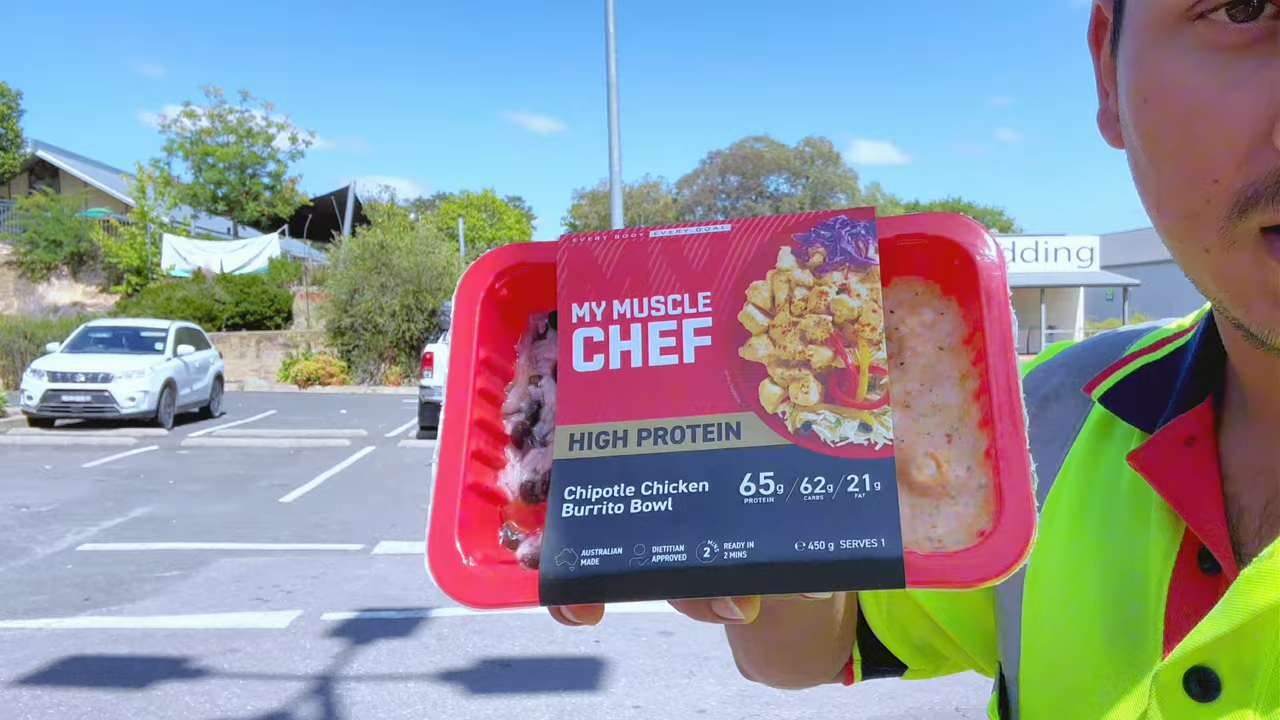 EVERY BODY EVERY GOAL
MY MUSCLE
CHEF
HIGH PROTEIN
Chipotle Chicken
Burrito Bowl
65g / 62g / 21g
PROTEIN CARBS FAT
AUSTRALIAN
MADE
DIETITIAN
APPROVED
2 MINS
READY IN
2 MINS
℮ 450 g SERVES 1
dding